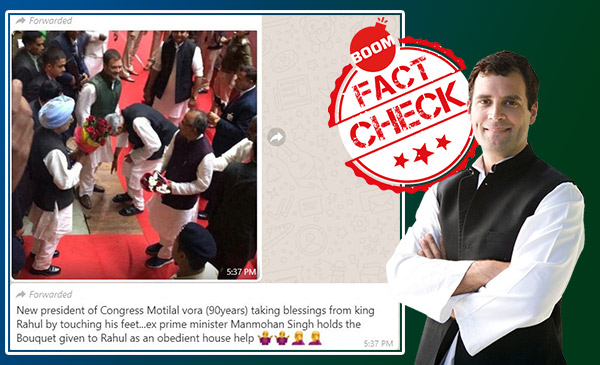 Forwarded
BOOM
FACT
CHECK
5:37 PM
Forwarded
New president of Congress Motilal vora (90years) taking blessings from king
Rahul by touching his feet...ex prime minister Manmohan Singh holds the
Bouquet given to Rahul as an obedient house help 🤷‍♀️🤷‍♀️🤦‍♀️🤦‍♀️
5:37 PM